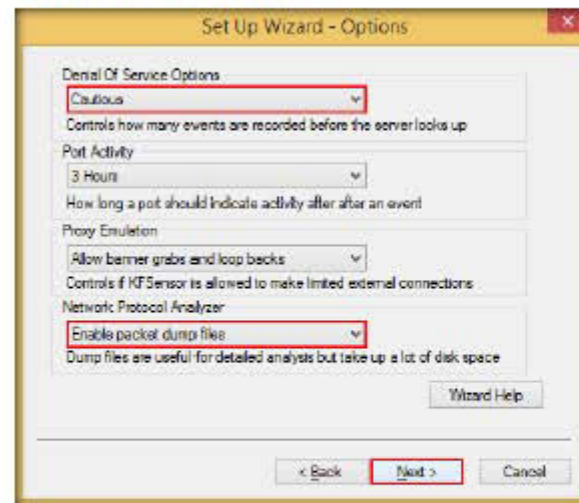 Set Up Wizard - Options
Denial Of Service Options
Cautious
Controls how many events are recorded before the server locks up
Port Activity
3 Hours
How long a port should indicate activity after after an event
Proxy Emulation
Allow banner grabs and loop backs
Controls if KFSensor is allowed to make limited external connections
Network Protocol Analyzer
Enable packet dump files
Dump files are useful for detailed analysis but take up a lot of disk space
Wizard Help
< Back Next > Cancel